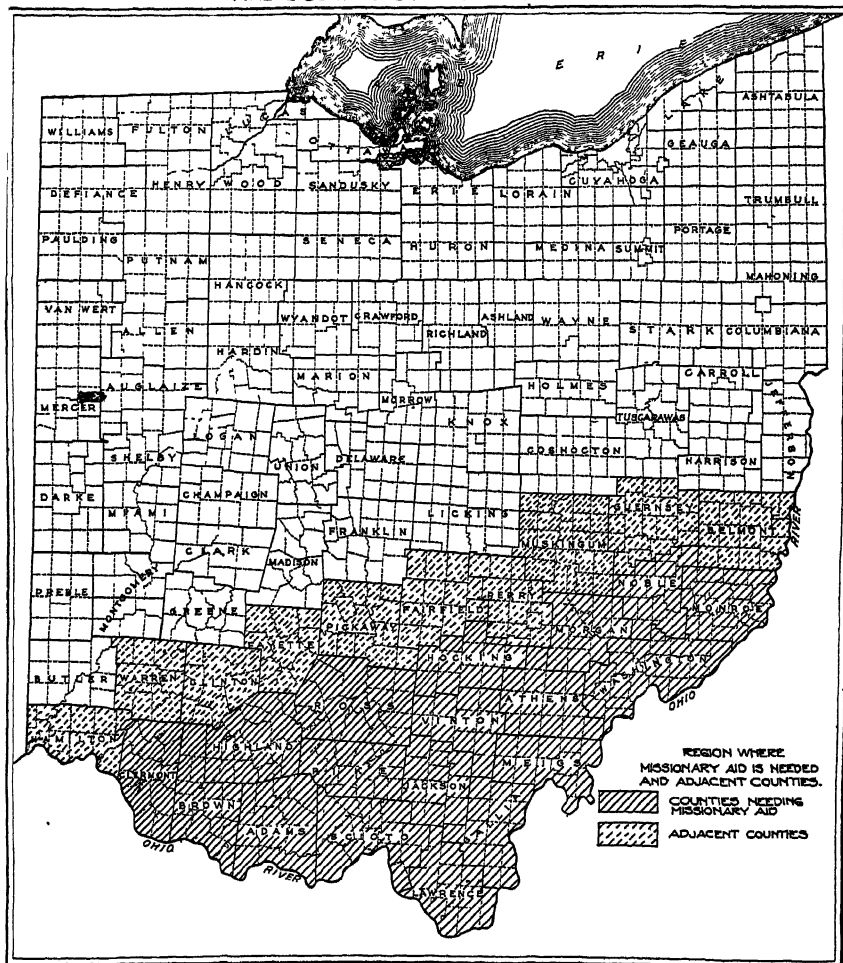 E R I E
LAKE
ASHTABULA
WILLIAMS
FULTON
LUCAS
OTTAWA
GEAUGA
DEFIANCE
HENRY
WOOD
SANDUSKY
ERIE
LORAIN
CUYAHOGA
TRUMBULL
PAULDING
PUTNAM
SENECA
HURON
MEDINA
SUMMIT
PORTAGE
MAHONING
HANCOCK
VAN WERT
ALLEN
WYANDOT
CRAWFORD
RICHLAND
ASHLAND
WAYNE
STARK
COLUMBIANA
HARDIN
MARION
CARROLL
MERCER
AUGLAIZE
MORROW
HOLMES
JEFFERSON
LOGAN
KNOX
TUSCARAWAS
SHELBY
UNION
DELAWARE
COSHOCTON
HARRISON
DARKE
MIAMI
CHAMPAIGN
LICKING
GUERNSEY
BELMONT
RIVER
CLARK
MADISON
FRANKLIN
MUSKINGUM
PREBLE
MONTGOMERY
GREENE
FAYETTE
PICKAWAY
FAIRFIELD
PERRY
NOBLE
MONROE
MORGAN
HOCKING
WASHINGTON
BUTLER
WARREN
CLINTON
ROSS
ATHENS
OHIO
HAMILTON
HIGHLAND
VINTON
CLERMONT
PIKE
JACKSON
MEIGS
REGION WHERE
MISSIONARY AID IS NEEDED
AND ADJACENT COUNTIES.
COUNTIES NEEDING
MISSIONARY AID
ADJACENT COUNTIES
BROWN
ADAMS
SCIOTO
OHIO
RIVER
LAWRENCE